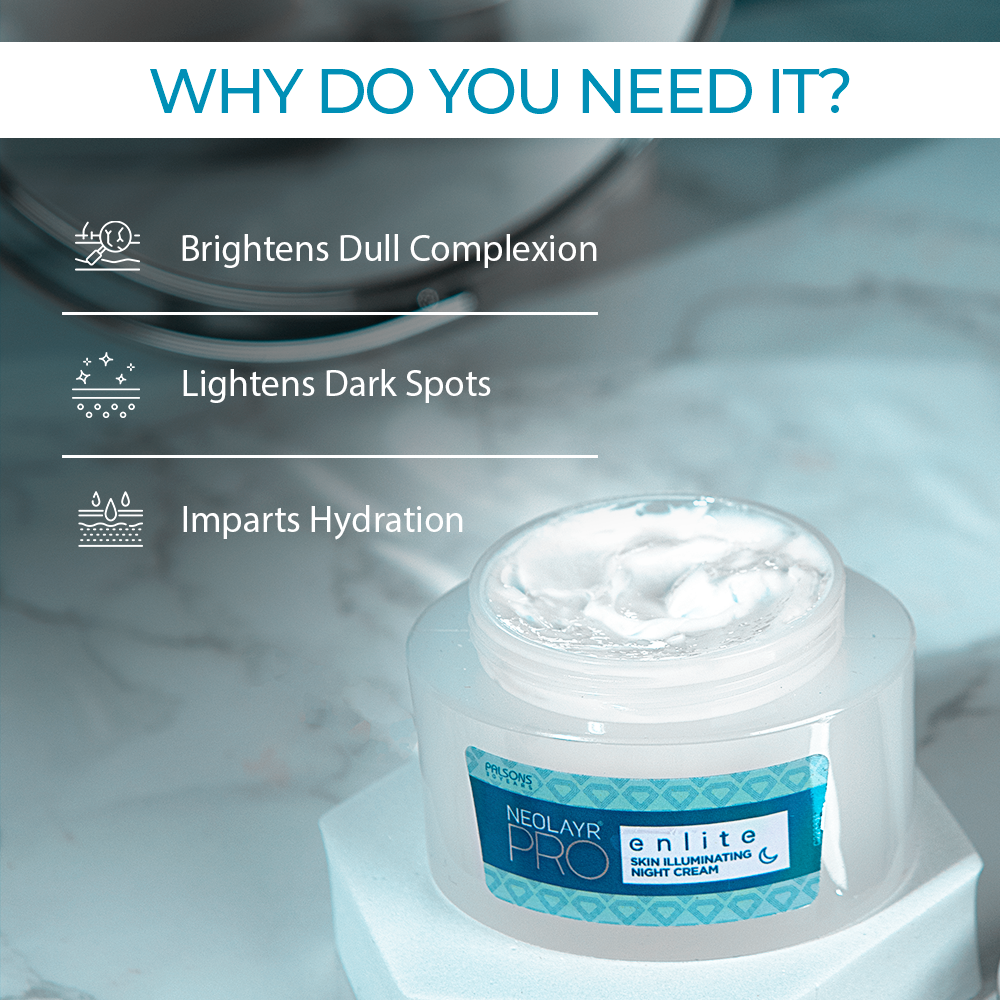 WHY DO YOU NEED IT?
Brightens Dull Complexion
Lightens Dark Spots
Imparts Hydration
PALSONS
NEOLAYR®
PRO
enlite
SKIN ILLUMINATING
NIGHT CREAM